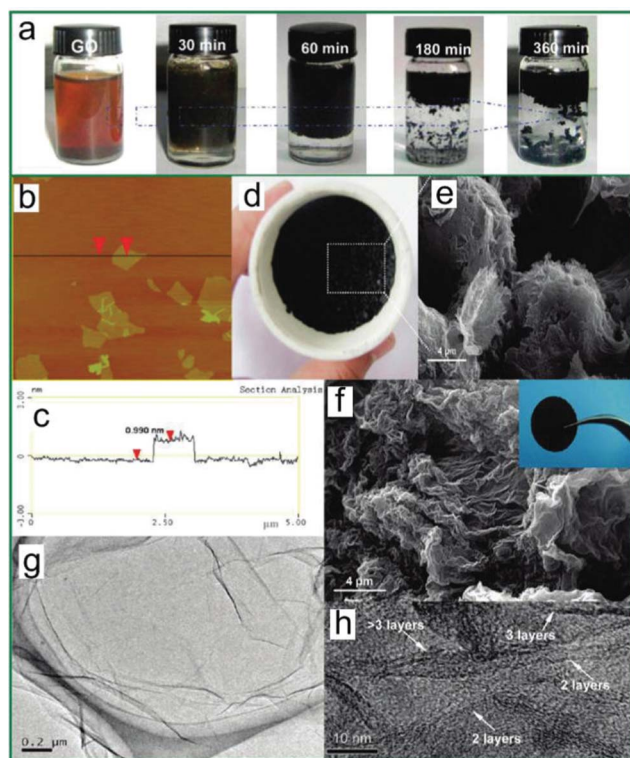 a
GO
30 min
60 min
180 min
360 min
b
d
e
4 μm
c
nm
Section Analysis
3.00
0.990 nm
0
-3.00
0
2.50
μm
5.00
f
4 μm
g
0.2 μm
h
>3 layers
3 layers
2 layers
2 layers
10 nm